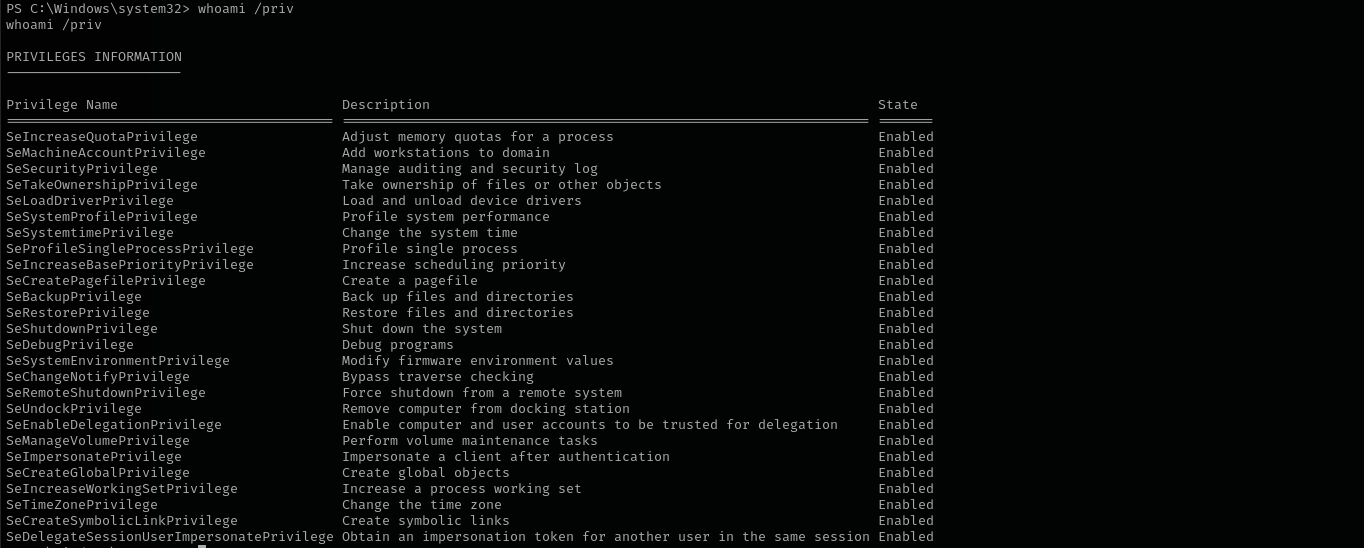 PS C:\Windows\system32> whoami /priv
whoami /priv
PRIVILEGES INFORMATION
----------------------
Privilege Name Description State
========================================= ================================================================== =======
SeIncreaseQuotaPrivilege Adjust memory quotas for a process Enabled
SeMachineAccountPrivilege Add workstations to domain Enabled
SeSecurityPrivilege Manage auditing and security log Enabled
SeTakeOwnershipPrivilege Take ownership of files or other objects Enabled
SeLoadDriverPrivilege Load and unload device drivers Enabled
SeSystemProfilePrivilege Profile system performance Enabled
SeSystemtimePrivilege Change the system time Enabled
SeProfileSingleProcessPrivilege Profile single process Enabled
SeIncreaseBasePriorityPrivilege Increase scheduling priority Enabled
SeCreatePagefilePrivilege Create a pagefile Enabled
SeBackupPrivilege Back up files and directories Enabled
SeRestorePrivilege Restore files and directories Enabled
SeShutdownPrivilege Shut down the system Enabled
SeDebugPrivilege Debug programs Enabled
SeSystemEnvironmentPrivilege Modify firmware environment values Enabled
SeChangeNotifyPrivilege Bypass traverse checking Enabled
SeRemoteShutdownPrivilege Force shutdown from a remote system Enabled
SeUndockPrivilege Remove computer from docking station Enabled
SeEnableDelegationPrivilege Enable computer and user accounts to be trusted for delegation Enabled
SeManageVolumePrivilege Perform volume maintenance tasks Enabled
SeImpersonatePrivilege Impersonate a client after authentication Enabled
SeCreateGlobalPrivilege Create global objects Enabled
SeIncreaseWorkingSetPrivilege Increase a process working set Enabled
SeTimeZonePrivilege Change the time zone Enabled
SeCreateSymbolicLinkPrivilege Create symbolic links Enabled
SeDelegateSessionUserImpersonatePrivilege Obtain an impersonation token for another user in the same session Enabled